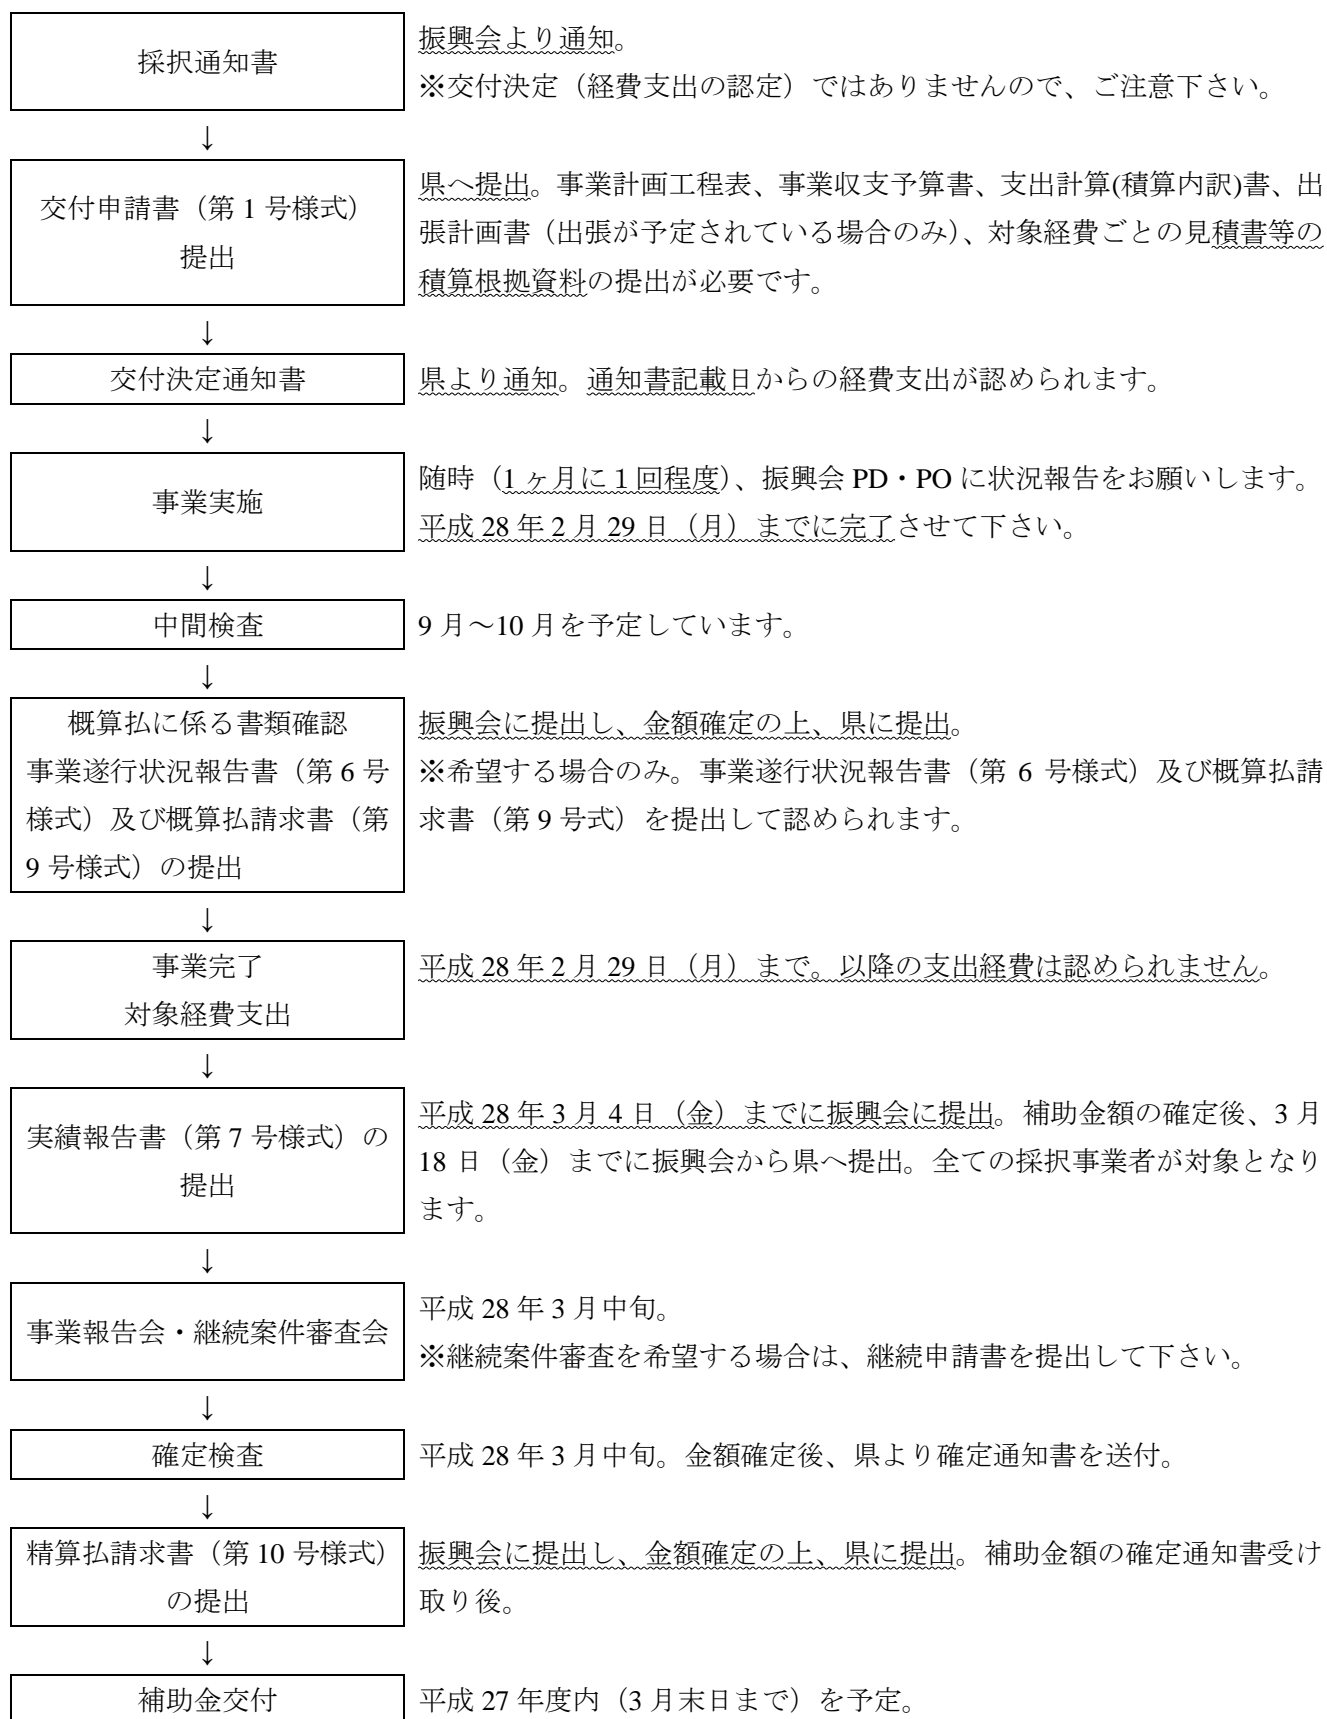 採択通知書
振興会より通知。
※交付決定（経費支出の認定）ではありませんので、ご注意下さい。
↓
交付申請書（第 1 号様式）
提出
県へ提出。事業計画工程表、事業収支予算書、支出計算(積算内訳)書、出
張計画書（出張が予定されている場合のみ）、対象経費ごとの見積書等の
積算根拠資料の提出が必要です。
↓
交付決定通知書
県より通知。通知書記載日からの経費支出が認められます。
↓
事業実施
随時（1 ヶ月に１回程度）、振興会 PD・PO に状況報告をお願いします。
平成 28 年 2 月 29 日（月）までに完了させて下さい。
↓
中間検査
9 月～10 月を予定しています。
↓
概算払に係る書類確認
事業遂行状況報告書（第 6 号
様式）及び概算払請求書（第
9 号様式）の提出
振興会に提出し、金額確定の上、県に提出。
※希望する場合のみ。事業遂行状況報告書（第 6 号様式）及び概算払請
求書（第 9 号式）を提出して認められます。
↓
事業完了
対象経費支出
平成 28 年 2 月 29 日（月）まで。以降の支出経費は認められません。
↓
実績報告書（第 7 号様式）の
提出
平成 28 年 3 月 4 日（金）までに振興会に提出。補助金額の確定後、3 月
18 日（金）までに振興会から県へ提出。全ての採択事業者が対象となり
ます。
↓
事業報告会・継続案件審査会
平成 28 年 3 月中旬。
※継続案件審査を希望する場合は、継続申請書を提出して下さい。
↓
確定検査
平成 28 年 3 月中旬。金額確定後、県より確定通知書を送付。
↓
精算払請求書（第 10 号様式）
の提出
振興会に提出し、金額確定の上、県に提出。補助金額の確定通知書受け
取り後。
↓
補助金交付
平成 27 年度内（3 月末日まで）を予定。